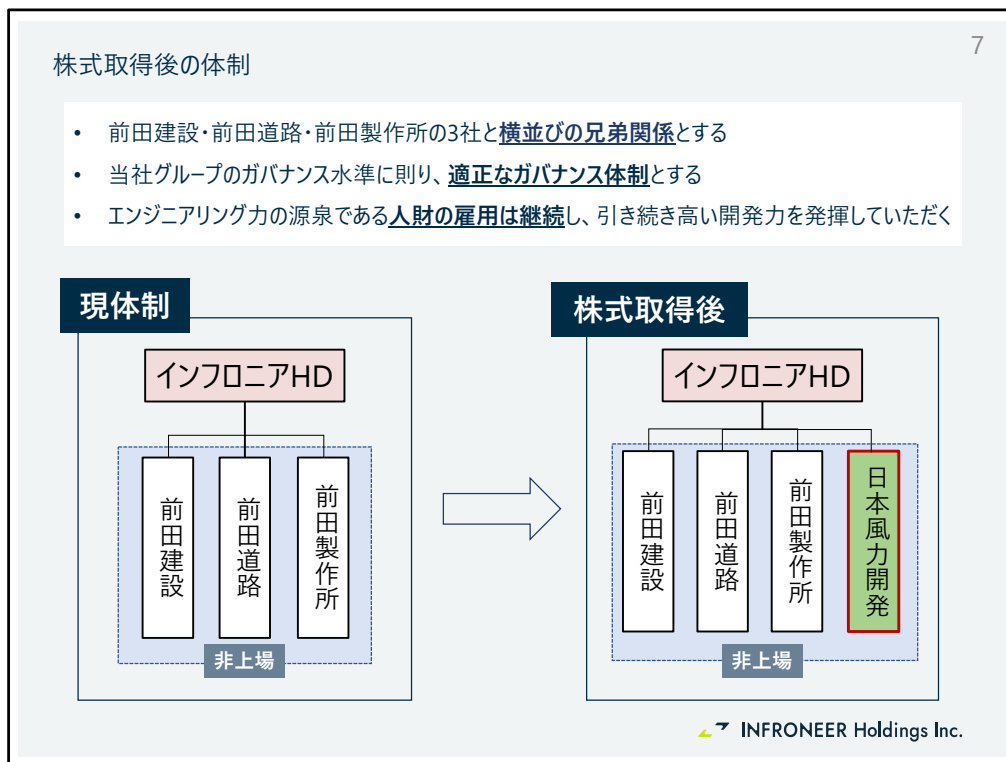 7
株式取得後の体制
• 前田建設・前田道路・前田製作所の3社と横並びの兄弟関係とする
• 当社グループのガバナンス水準に則り、適正なガバナンス体制とする
• エンジニアリング力の源泉である人財の雇用は継続し、引き続き高い開発力を発揮していただく
現体制
インフロニアHD
前田建設
前田道路
前田製作所
非上場
株式取得後
インフロニアHD
前田建設
前田道路
前田製作所
日本風力開発
非上場
INFRONEER Holdings Inc.